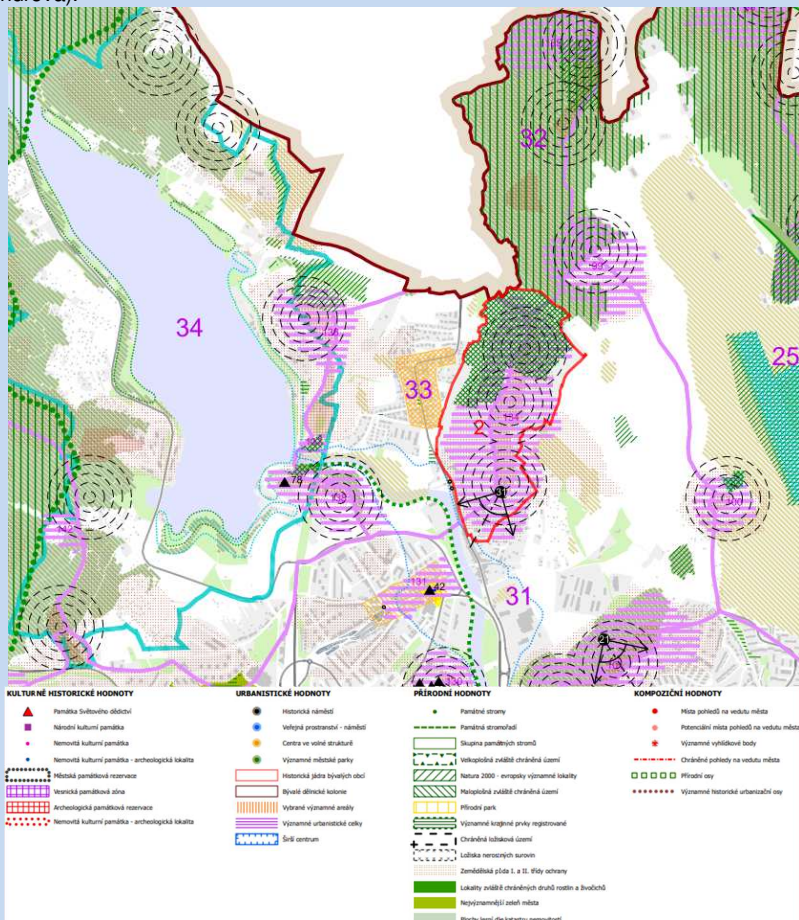 32
34
25
33
2
78
31
131
42
31
21
KULTURNĚ HISTORICKÉ HODNOTY
Památka Světového dědictví
Národní kulturní památka
Nemovitá kulturní památka
Nemovitá kulturní památka - archeologická lokalita
Městská památková rezervace
Vesnická památková zóna
Archeologická památková rezervace
Nemovitá kulturní památka - archeologická lokalita
URBANISTICKÉ HODNOTY
Historická náměstí
Veřejná prostranství - náměstí
Centra ve volné struktuře
Významné městské parky
Historická jádra bývalých obcí
Bývalé dělnické kolonie
Vybrané významné areály
Významné urbanistické celky
Širší centrum
PŘÍRODNÍ HODNOTY
Památné stromy
Památná stromořadí
Skupina památných stromů
Velkoplošná zvláště chráněná území
Natura 2000 - evropsky významné lokality
Maloplošná zvláště chráněná území
Přírodní park
Významné krajinné prvky registrované
Chráněná ložisková území
Ložiska nerostných surovin
Zemědělská půda I. a II. třídy ochrany
Lokality zvláště chráněných druhů rostlin a živočichů
Nejvýznamnější zeleň města
KOMPOZIČNÍ HODNOTY
Místa pohledů na vedutu města
Potenciální místa pohledů na vedutu města
Významné vyhlídkové body
Chráněné pohledy na vedutu města
Přírodní osy
Významné historické urbanizační osy